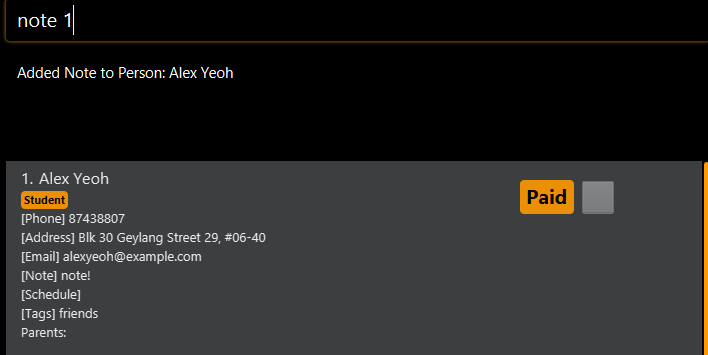 note 1
Added Note to Person: Alex Yeoh
1. Alex Yeoh
Paid
Student
[Phone] 87438807
[Address] Blk 30 Geylang Street 29, #06-40
[Email] alexyeoh@example.com
[Note] note!
[Schedule]
[Tags] friends
Parents: